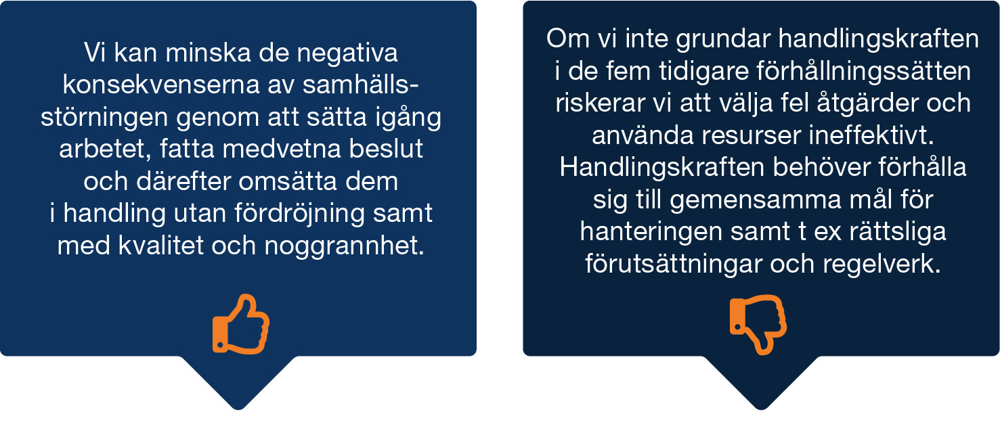 Vi kan minska de negativa
konsekvenserna av samhälls-
störningen genom att sätta igång
arbetet, fatta medvetna beslut
och därefter omsätta dem
i handling utan fördröjning samt
med kvalitet och noggrannhet.
Om vi inte grundar handlingskraften
i de fem tidigare förhållningssätten
riskerar vi att välja fel åtgärder och
använda resurser ineffektivt.
Handlingskraften behöver förhålla
sig till gemensamma mål för
hanteringen samt t ex rättsliga
förutsättningar och regelverk.